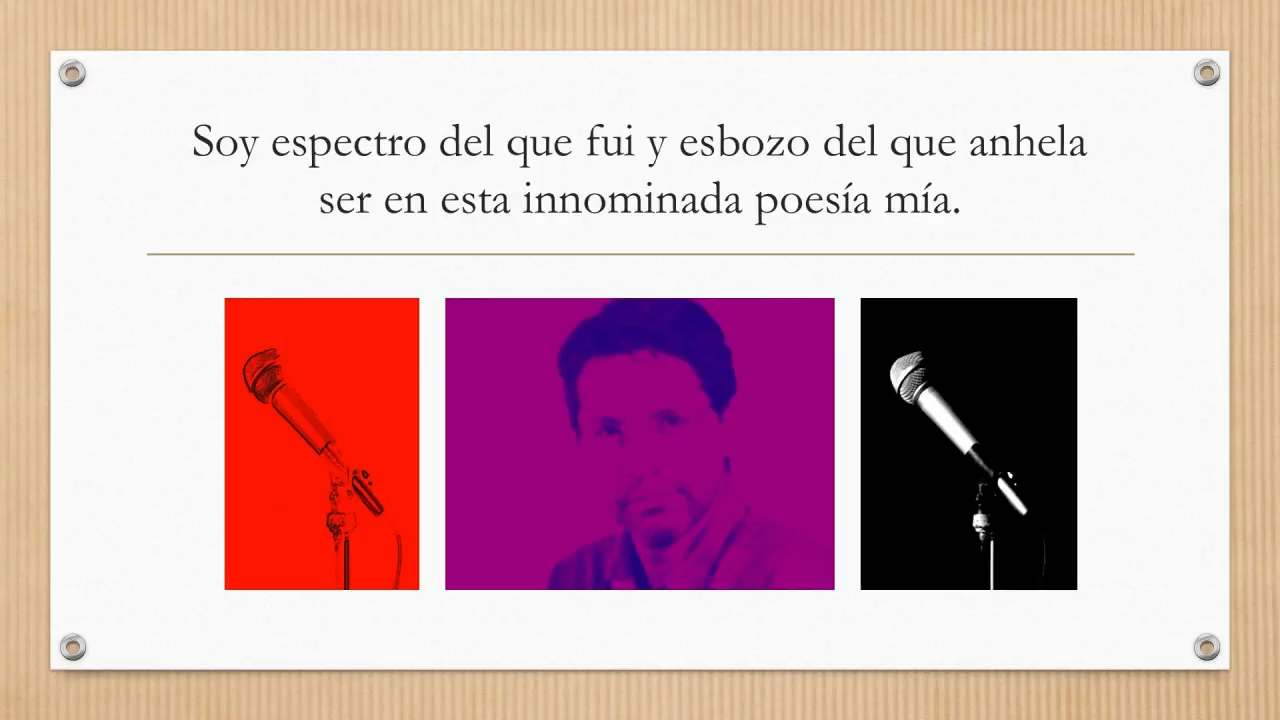 Soy espectro del que fui y esbozo del que anhela
ser en esta innominada poesía mía.